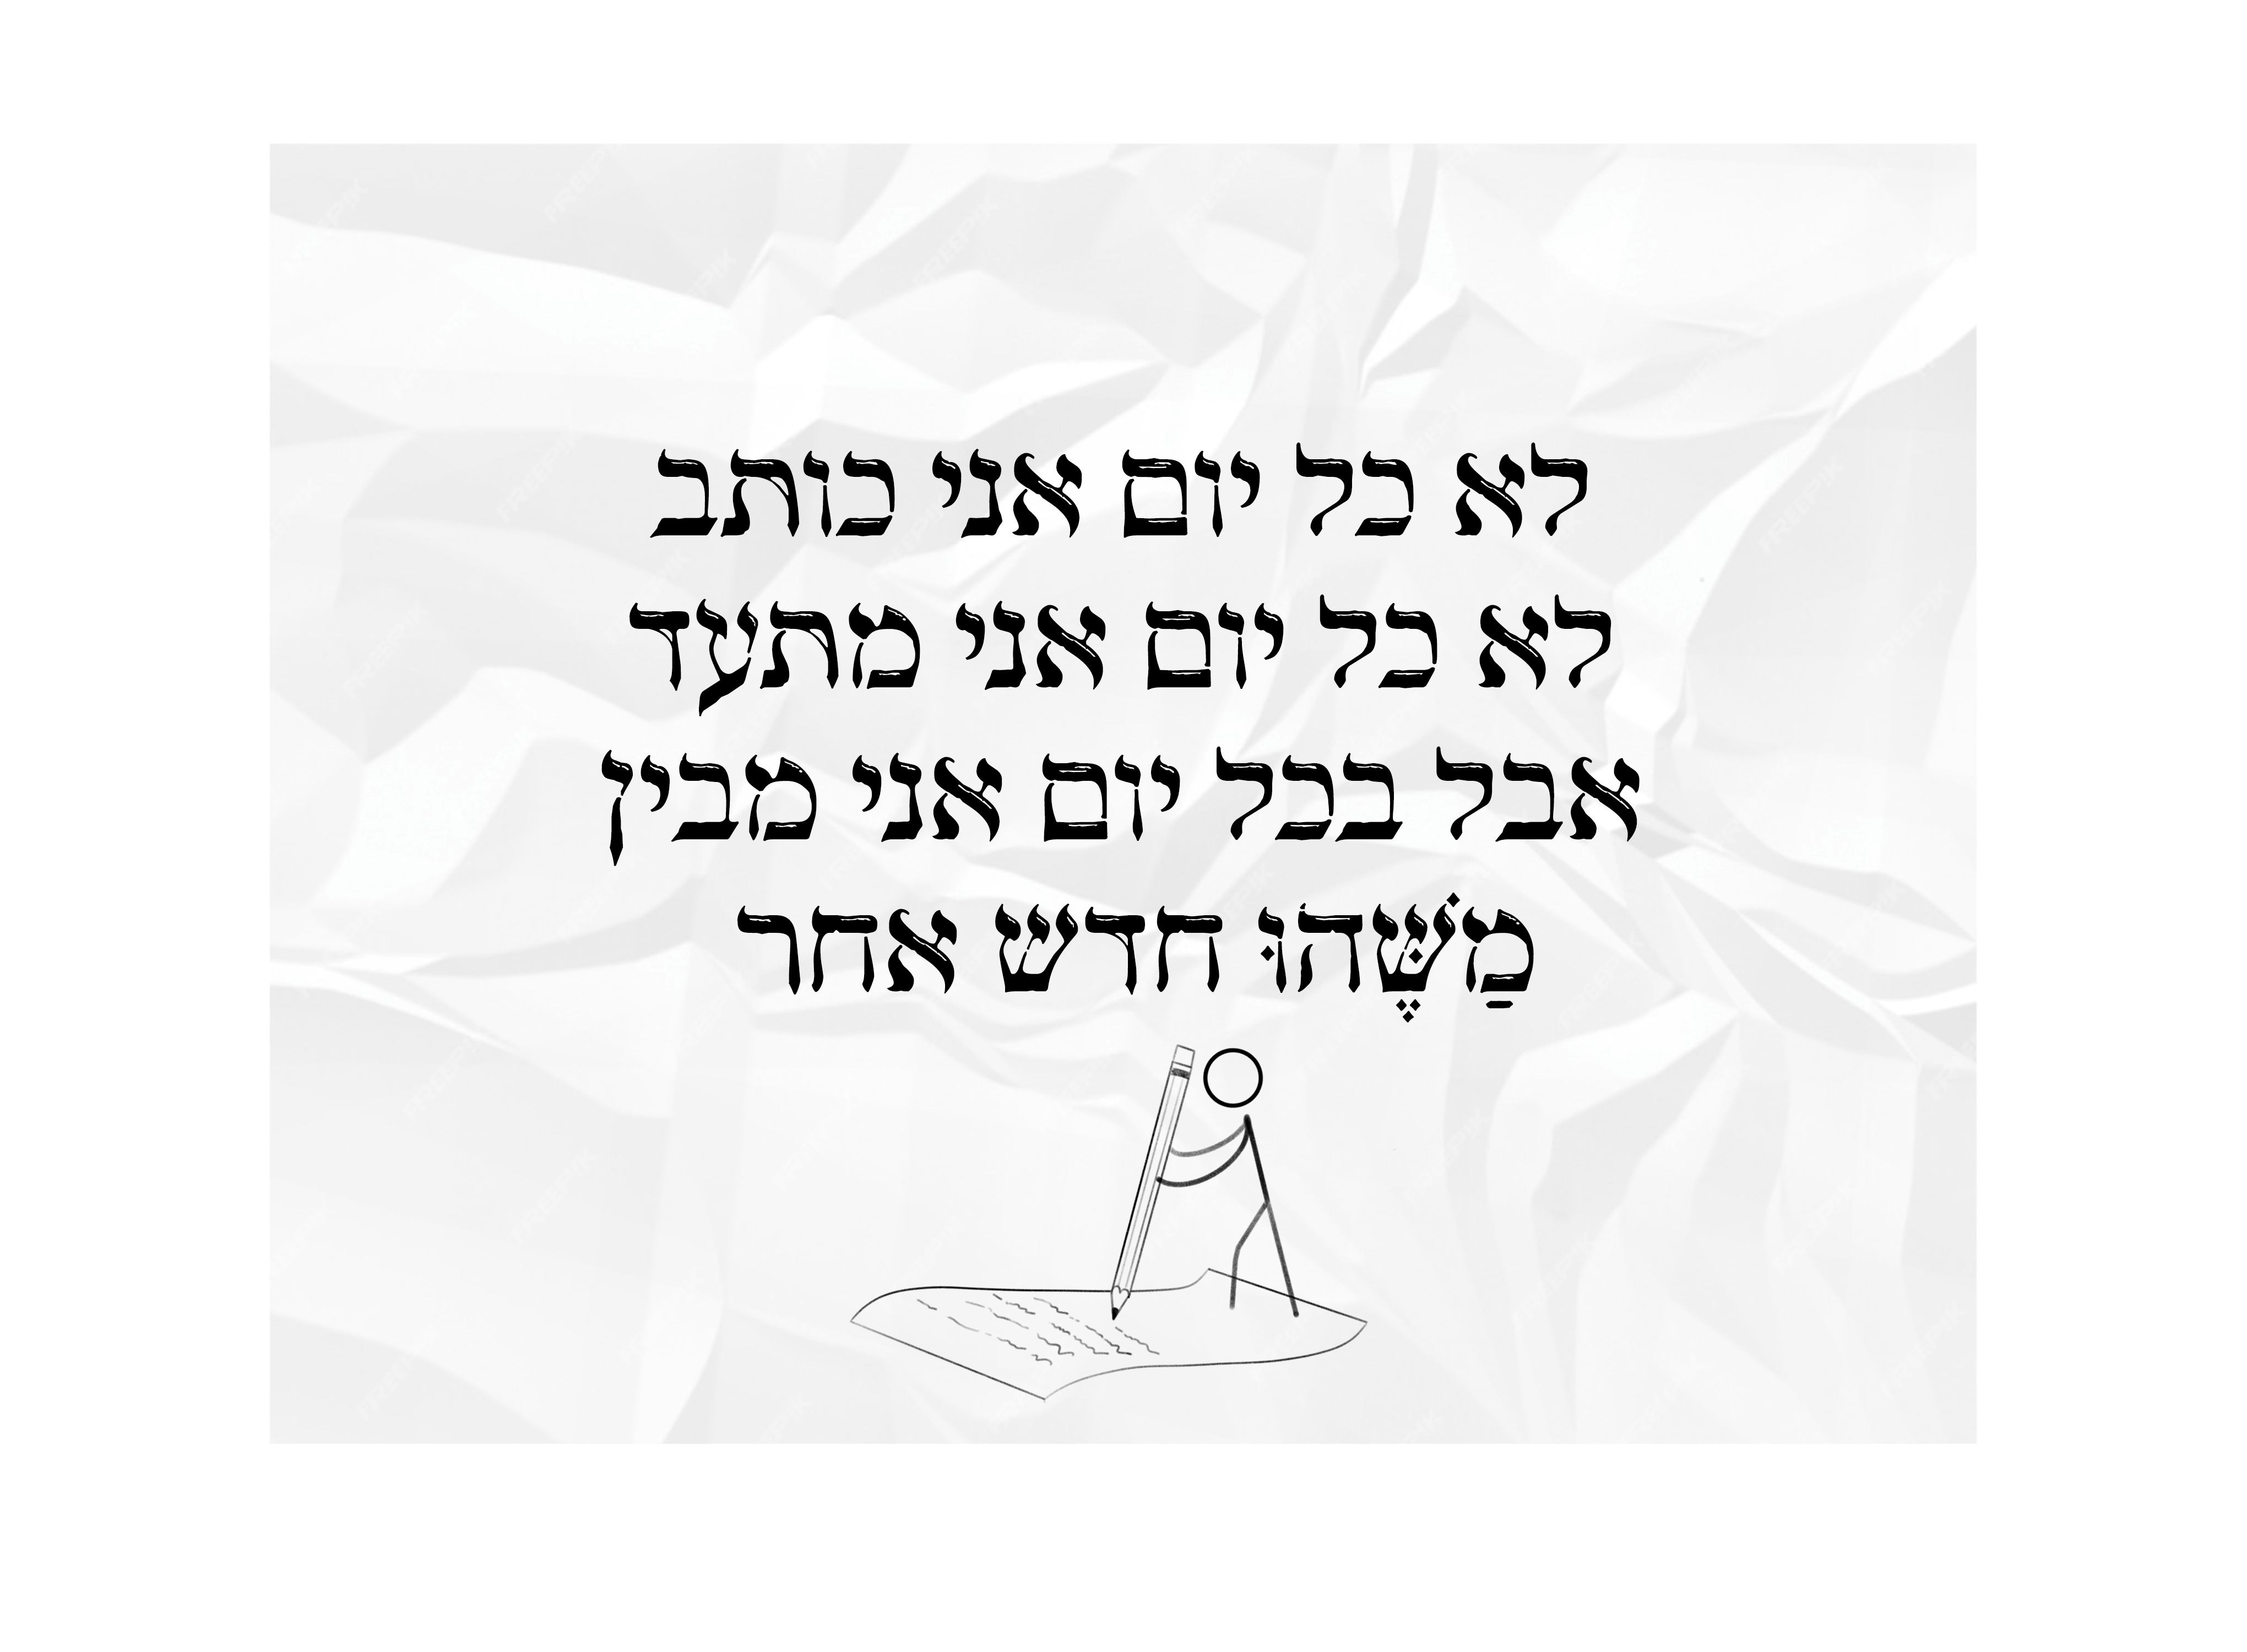 לא כל יום אני כותב
לא כל יום אני מתעד
אבל בכל יום אני מבין
מַשֶּׁהוּ חדש אחר